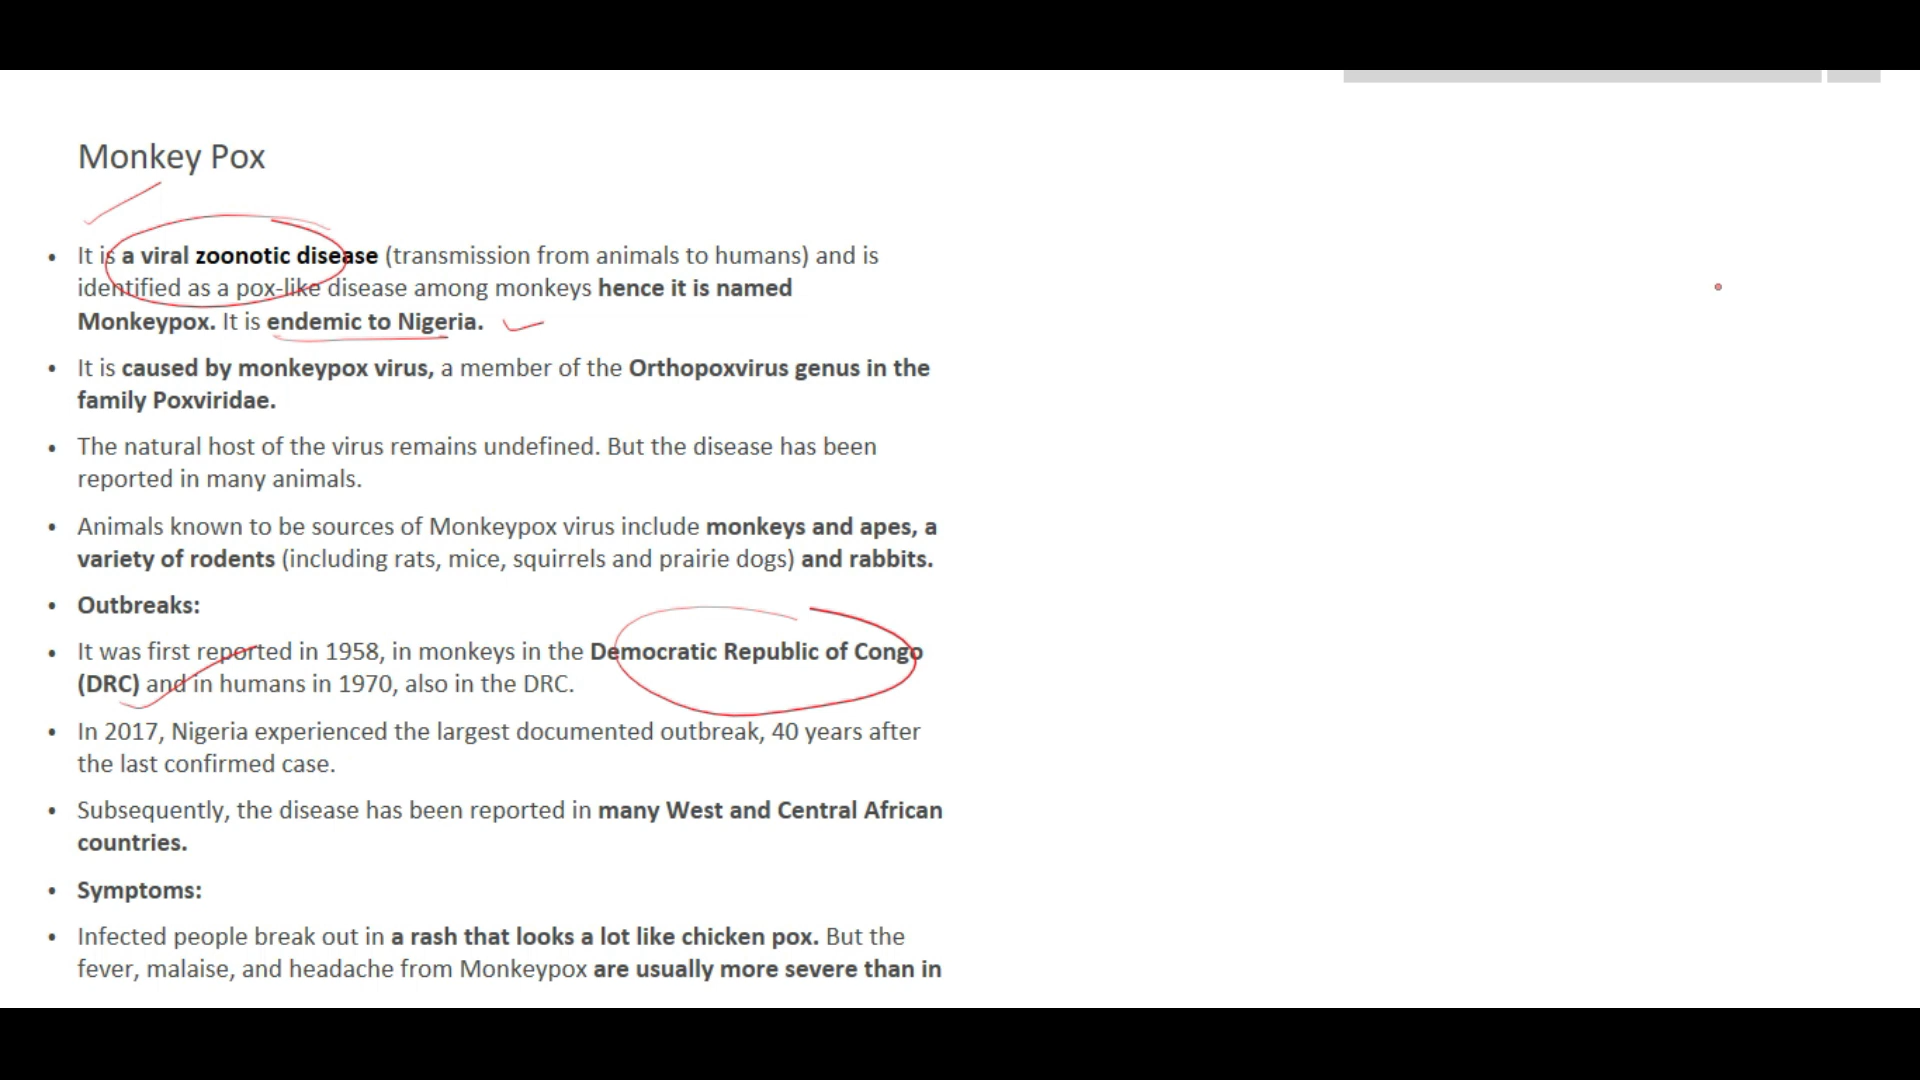 Monkey Pox
• It is a viral zoonotic disease (transmission from animals to humans) and is
identified as a pox-like disease among monkeys hence it is named
Monkeypox. It is endemic to Nigeria.
• It is caused by monkeypox virus, a member of the Orthopoxvirus genus in the
family Poxviridae.
• The natural host of the virus remains undefined. But the disease has been
reported in many animals.
• Animals known to be sources of Monkeypox virus include monkeys and apes, a
variety of rodents (including rats, mice, squirrels and prairie dogs) and rabbits.
• Outbreaks:
• It was first reported in 1958, in monkeys in the Democratic Republic of Congo
(DRC) and in humans in 1970, also in the DRC.
• In 2017, Nigeria experienced the largest documented outbreak, 40 years after
the last confirmed case.
• Subsequently, the disease has been reported in many West and Central African
countries.
• Symptoms:
• Infected people break out in a rash that looks a lot like chicken pox. But the
fever, malaise, and headache from Monkeypox are usually more severe than in